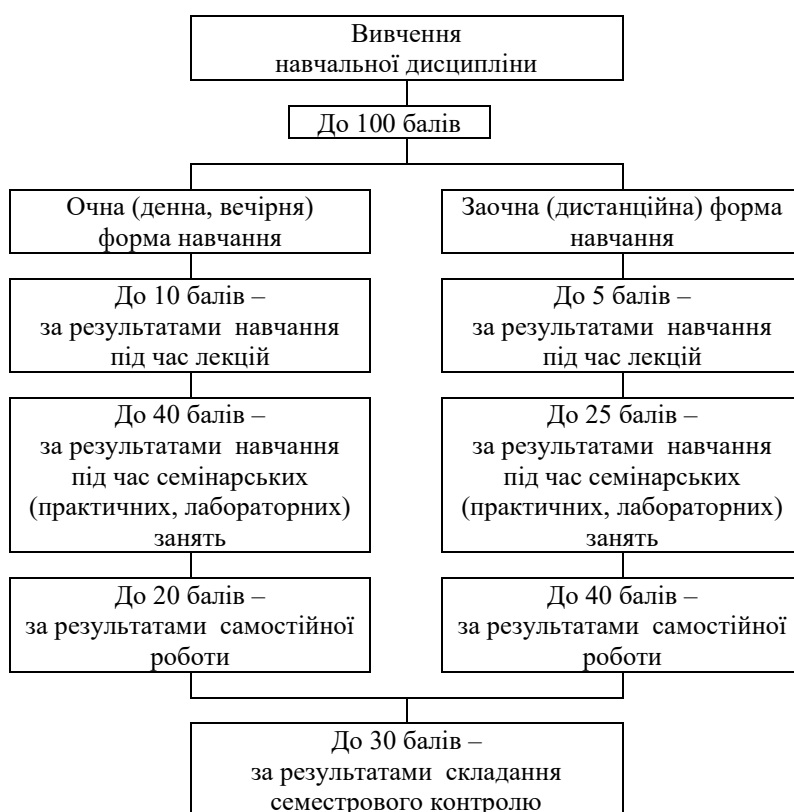 Вивчення
навчальної дисципліни
До 100 балів
Очна (денна, вечірня)
форма навчання
Заочна (дистанційна) форма
навчання
До 10 балів –
за результатами навчання
під час лекцій
До 5 балів –
за результатами навчання
під час лекцій
До 40 балів –
за результатами навчання
під час семінарських
(практичних, лабораторних)
занять
До 25 балів –
за результатами навчання
під час семінарських
(практичних, лабораторних)
занять
До 20 балів –
за результатами самостійної
роботи
До 40 балів –
за результатами самостійної
роботи
До 30 балів –
за результатами складання
семестрового контролю